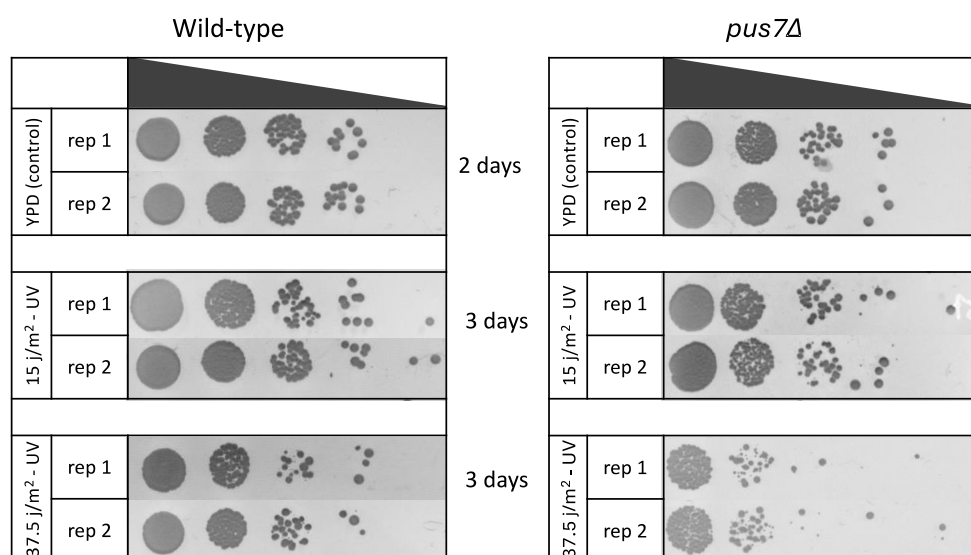 Wild-type
pus7Δ
YPD (control)
rep 1
rep 2
2 days
YPD (control)
rep 1
rep 2
15 j/m² - UV
rep 1
rep 2
3 days
15 j/m² - UV
rep 1
rep 2
37.5 j/m² - UV
rep 1
rep 2
3 days
37.5 j/m² - UV
rep 1
rep 2